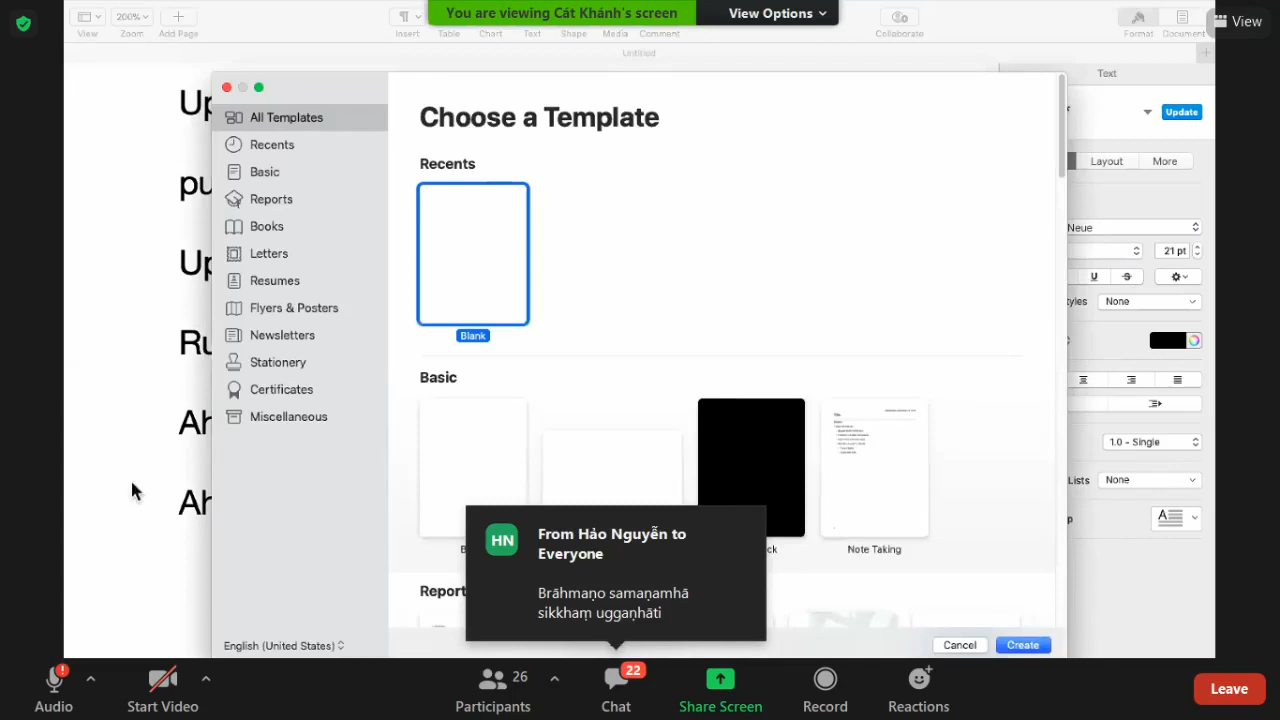 You are viewing Cát Khánh's screen
View Options
View
200%
View
Zoom
Add Page
Insert
Table
Chart
Text
Shape
Media
Comment
Collaborate
Format
Document
Untitled
Text
Update
Layout
More
Neue
21 pt
U
S
None
None
1.0 - Single
Lists
None
Up
pu
Up
Ru
All Templates
Recents
Basic
Reports
Books
Letters
Resumes
Flyers & Posters
Newsletters
Stationery
Certificates
Miscellaneous
English (United States)
Choose a Template
Recents
Blank
Basic
Note Taking
Report
Cancel
Create
HN
From Hảo Nguyễn to
Everyone
Brāhmaṇo samaṇamhā
sikkhaṃ uggaṇhāti
Audio
Start Video
26
Participants
22
Chat
Share Screen
Record
Reactions
Leave